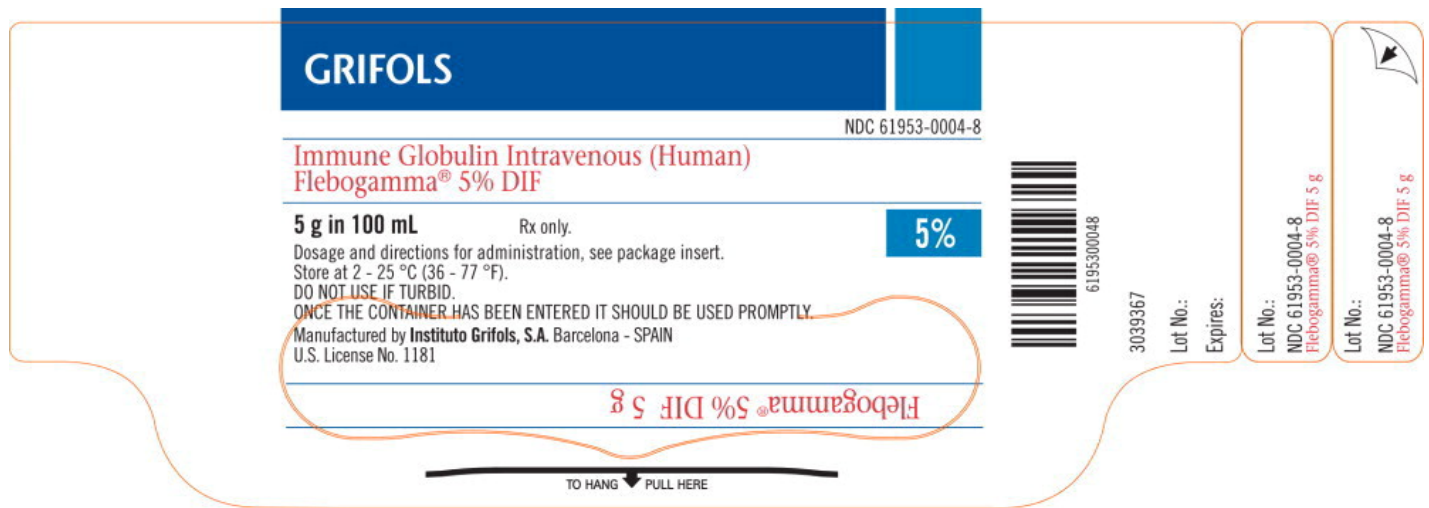 GRIFOLS
NDC 61953-0004-8
Immune Globulin Intravenous (Human)
Flebogamma® 5% DIF
5 g in 100 mL
Rx only.
5%
Dosage and directions for administration, see package insert.
Store at 2 - 25 °C (36 - 77 °F).
DO NOT USE IF TURBID.
ONCE THE CONTAINER HAS BEEN ENTERED IT SHOULD BE USED PROMPTLY.
Manufactured by Instituto Grifols, S.A. Barcelona - SPAIN
U.S. License No. 1181
Flebogamma® 5% DIF 5 g
TO HANG PULL HERE
6195300048
3039367
Lot No.:
Expires:
Lot No.:
NDC 61953-0004-8
Flebogamma® 5% DIF 5 g
Lot No.:
NDC 61953-0004-8
Flebogamma® 5% DIF 5 g